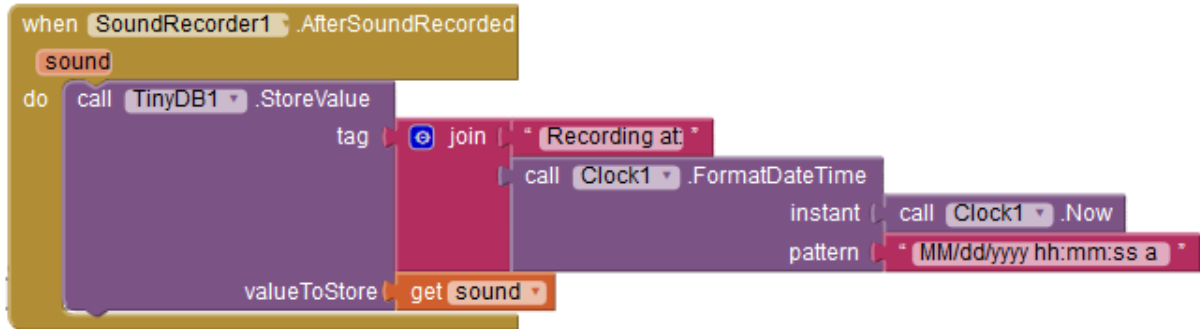 when SoundRecorder1 .AfterSoundRecorded
sound
do call TinyDB1 .StoreValue
tag join " Recording at: "
call Clock1 .FormatDateTime
instant call Clock1 .Now
pattern " MM/dd/yyyy hh:mm:ss a "
valueToStore get sound